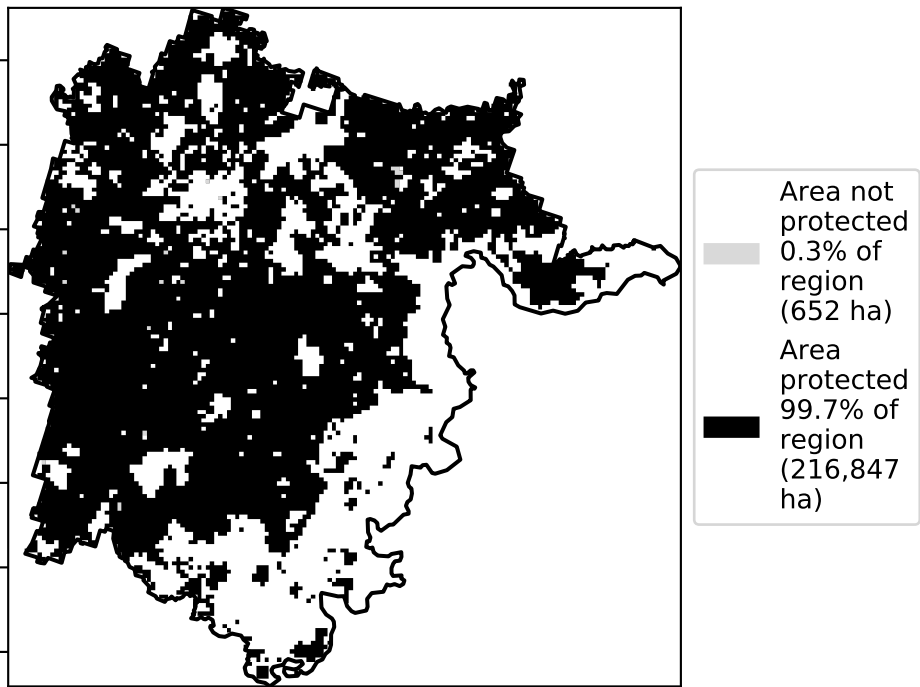 Area not
protected
0.3% of
region
(652 ha)
Area
protected
99.7% of
region
(216,847
ha)